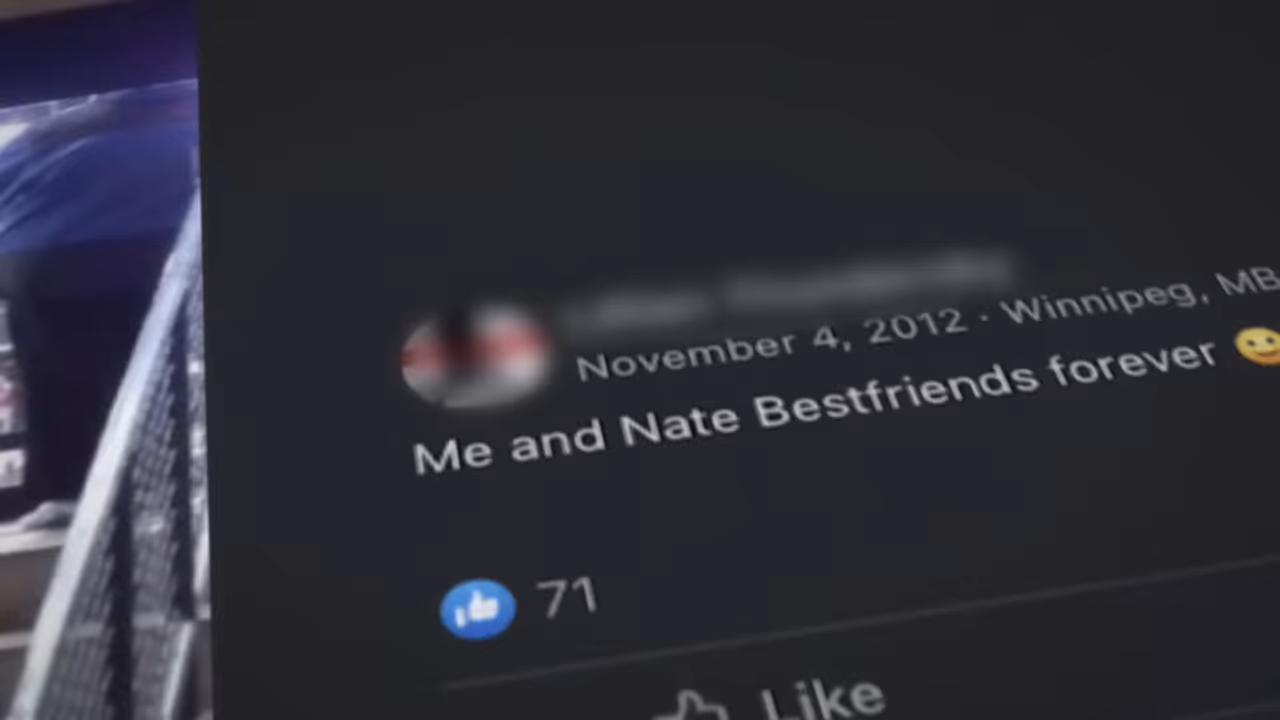 November 4, 2012 · Winnipeg, MB
Me and Nate Bestfriends forever 🙂
71
Like